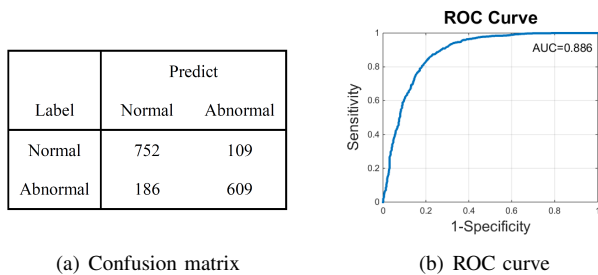 Predict
Label Normal Abnormal
Normal 752 109
Abnormal 186 609
(a) Confusion matrix
ROC Curve
AUC=0.886
Sensitivity
1
0.8
0.6
0.4
0.2
0
0 0.2 0.4 0.6 0.8 1
1-Specificity
(b) ROC curve